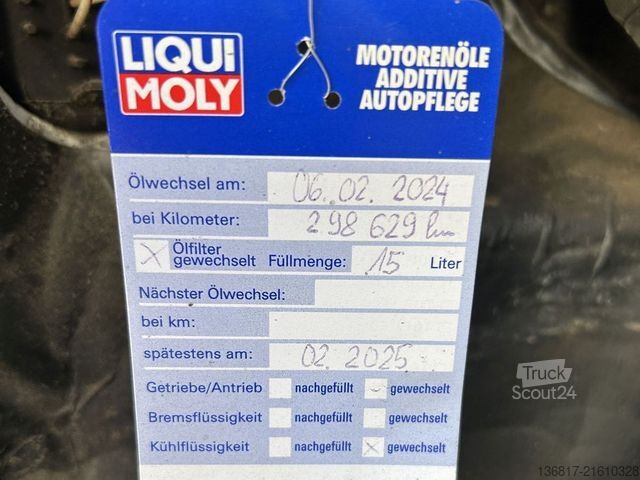 LIQUI
MOLY
MOTORENÖLE
ADDITIVE
AUTOPFLEGE
Ölwechsel am: 06.02.2024
bei Kilometer: 298 629 km
X Ölfilter gewechselt Füllmenge: 15 Liter
Nächster Ölwechsel:
bei km:
spätestens am: 02.2025
Getriebe/Antrieb nachgefüllt gewechselt
Bremsflüssigkeit nachgefüllt gewechselt
Kühlflüssigkeit nachgefüllt X gewechselt
Truck
Scout24
136817-21610328